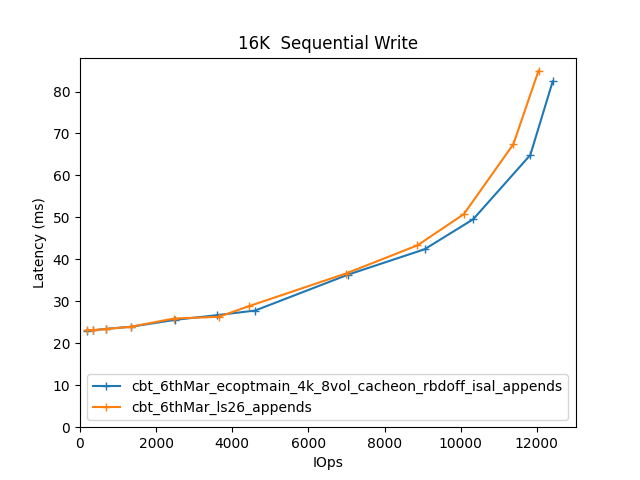 16K  Sequential Write
Latency (ms)
80
70
60
50
40
30
20
10
0
cbt_6thMar_ecoptmain_4k_8vol_cacheon_rbdoff_isal_appends
cbt_6thMar_ls26_appends
0 2000 4000 6000 8000 10000 12000
IOps